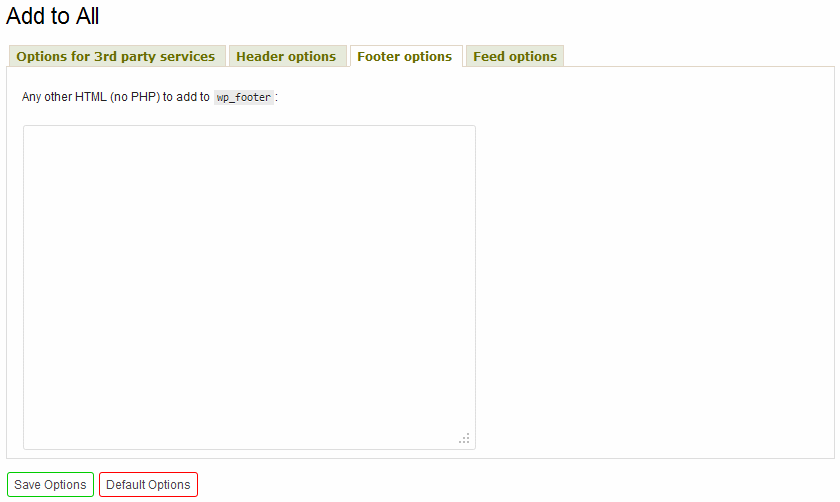 Add to All
Options for 3rd party services Header options Footer options Feed options
Any other HTML (no PHP) to add to wp_footer:
Save Options Default Options